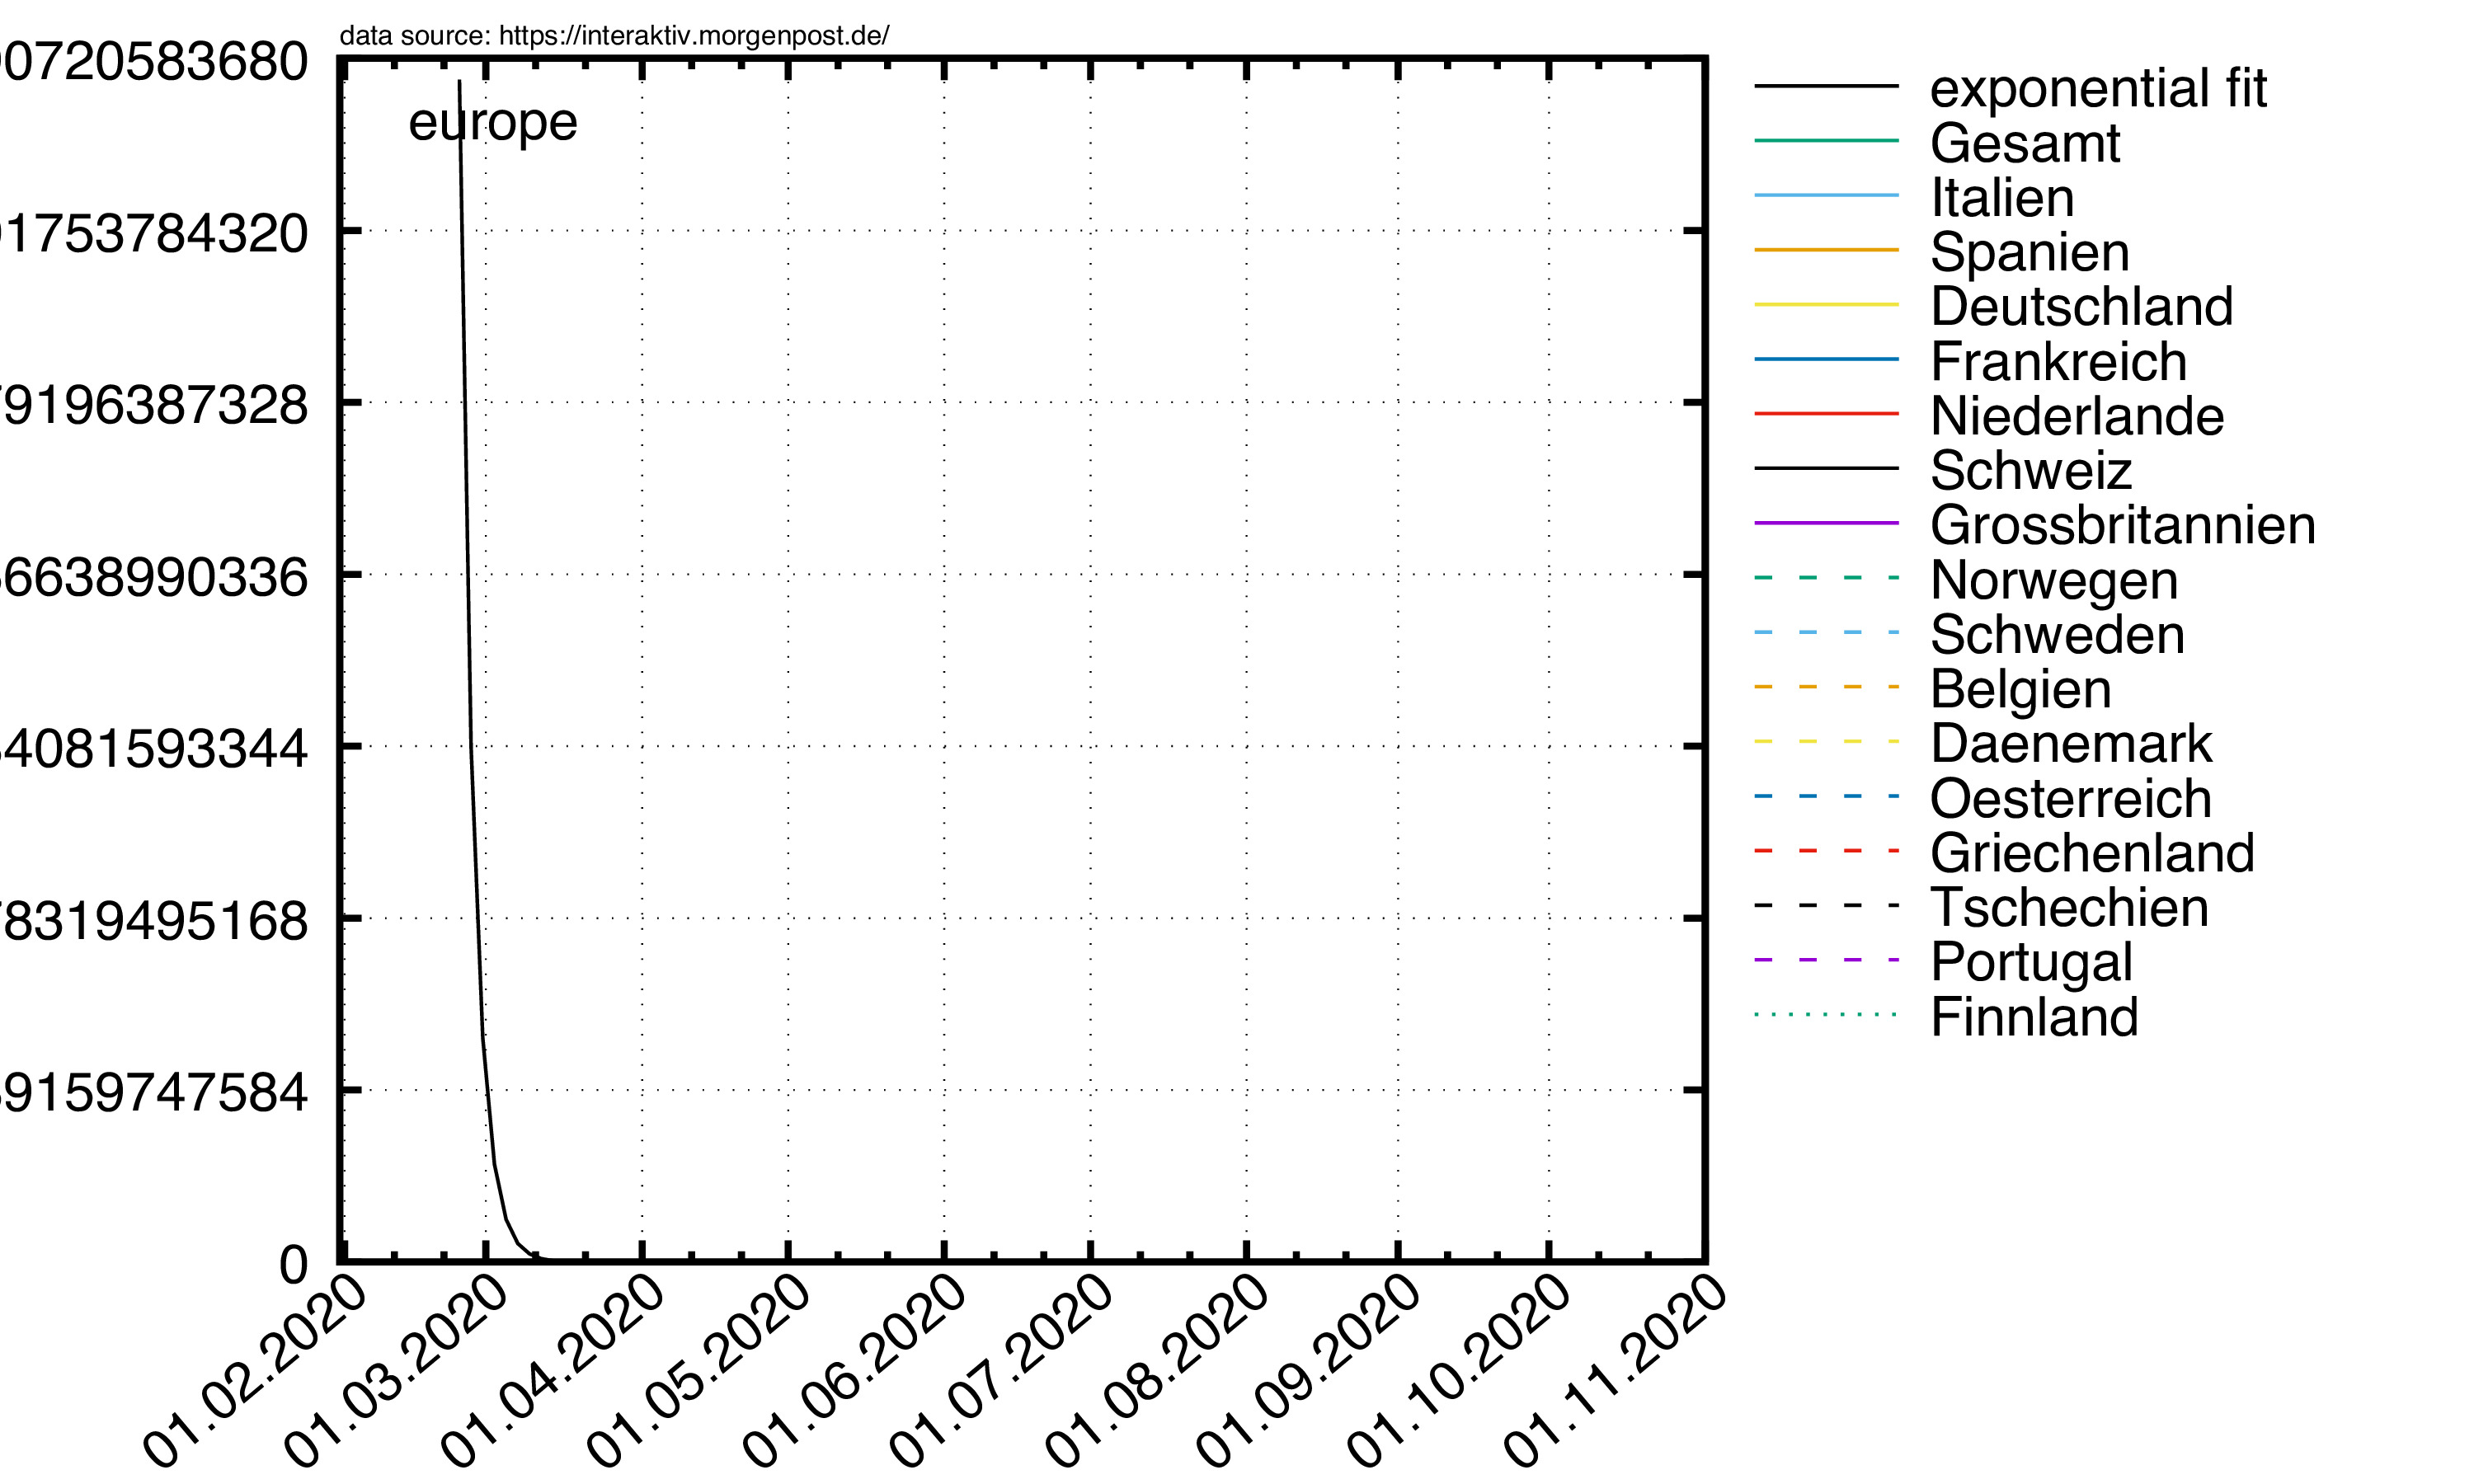 data source: https://interaktiv.morgenpost.de/
0720583680
1753784320
9196387328
6638990336
4081593344
8319495168
9159747584
0
europe
01.02.2020
01.03.2020
01.04.2020
01.05.2020
01.06.2020
01.07.2020
01.08.2020
01.09.2020
01.10.2020
01.11.2020
exponential fit
Gesamt
Italien
Spanien
Deutschland
Frankreich
Niederlande
Schweiz
Grossbritannien
Norwegen
Schweden
Belgien
Daenemark
Oesterreich
Griechenland
Tschechien
Portugal
Finnland